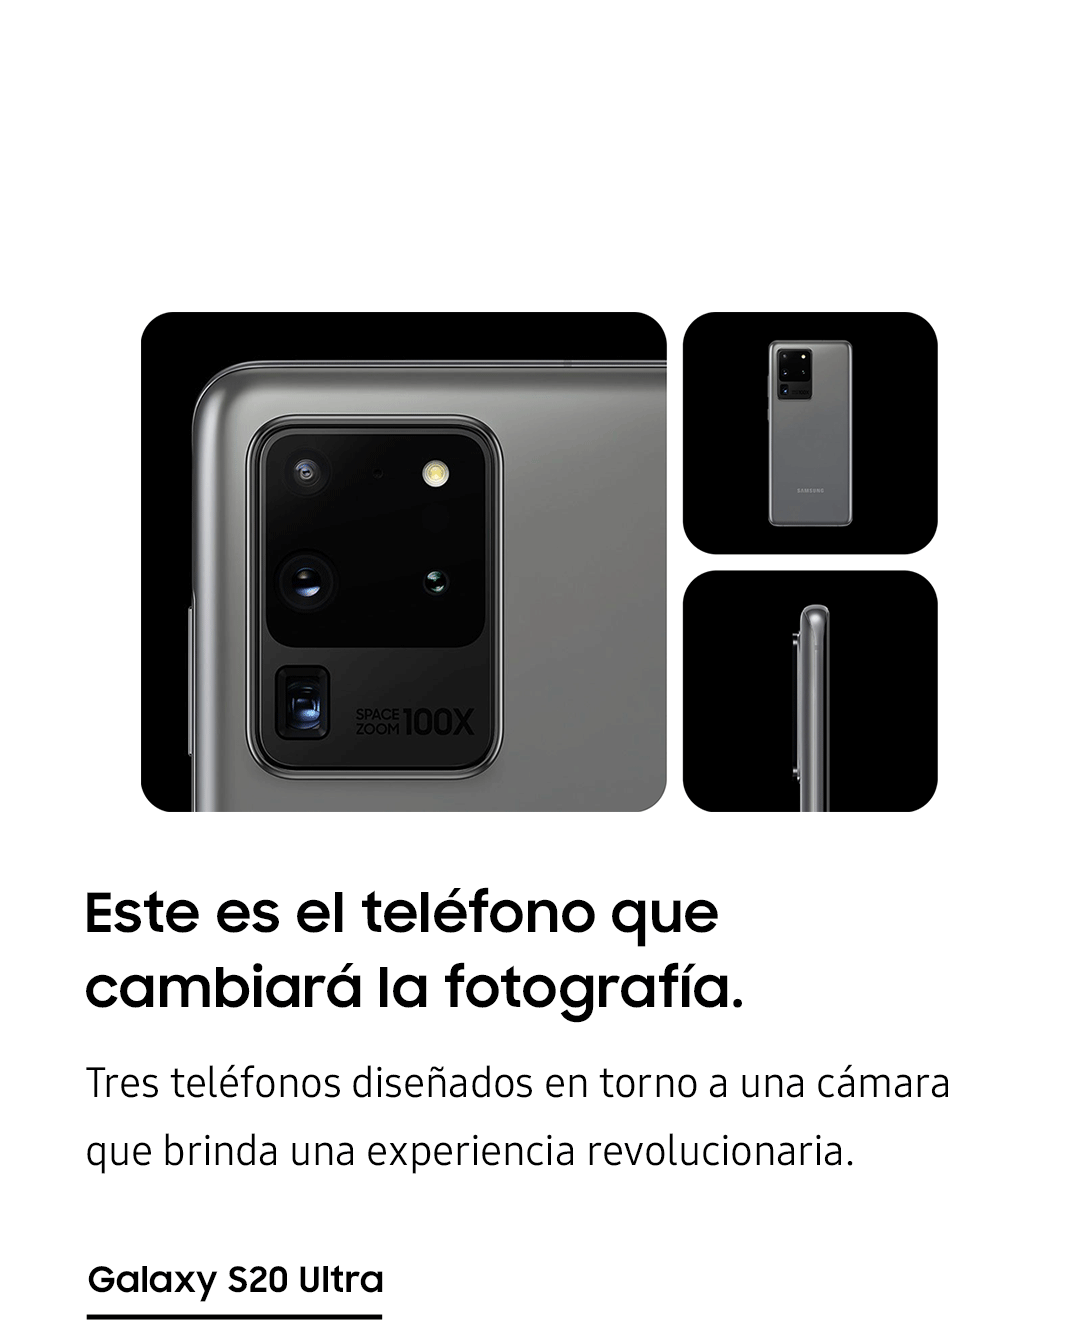 SAMSUNG
SPACE
ZOOM 100X
Este es el teléfono que
cambiará la fotografía.
Tres teléfonos diseñados en torno a una cámara
que brinda una experiencia revolucionaria.
Galaxy S20 Ultra